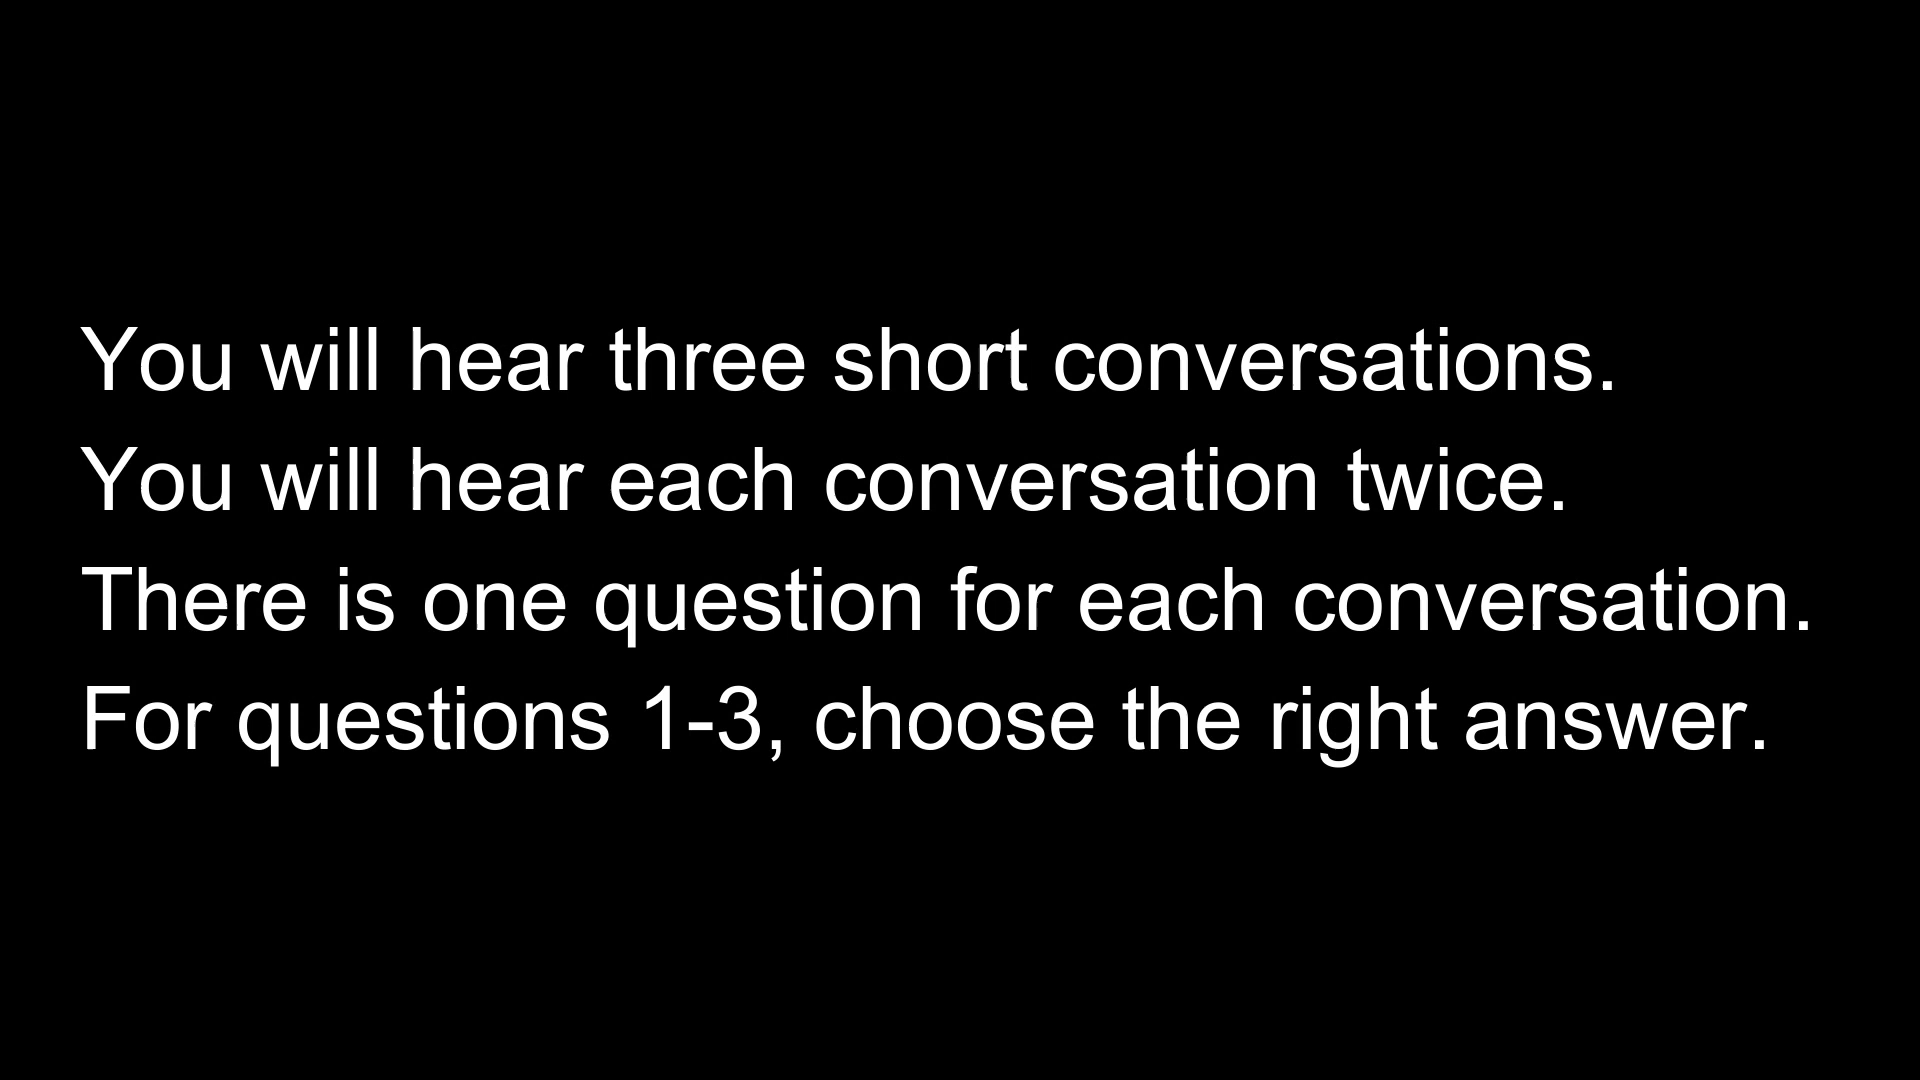 You will hear three short conversations.
You will hear each conversation twice.
There is one question for each conversation.
For questions 1-3, choose the right answer.